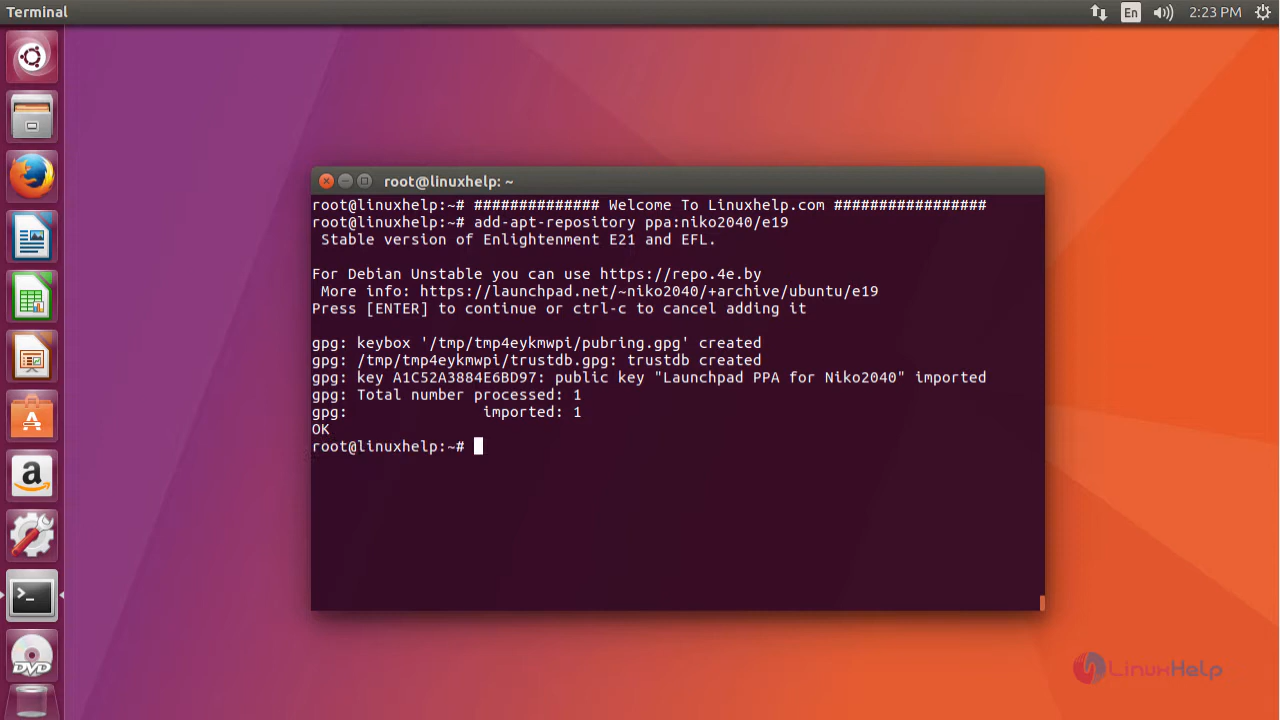 Terminal
En
2:23 PM
root@linuxhelp: ~
root@linuxhelp:~# ############## Welcome To Linuxhelp.com #################
root@linuxhelp:~# add-apt-repository ppa:niko2040/e19
Stable version of Enlightenment E21 and EFL.
For Debian Unstable you can use https://repo.4e.by
More info: https://launchpad.net/~niko2040/+archive/ubuntu/e19
Press [ENTER] to continue or ctrl-c to cancel adding it
gpg: keybox '/tmp/tmp4eykmwpi/pubring.gpg' created
gpg: /tmp/tmp4eykmwpi/trustdb.gpg: trustdb created
gpg: key A1C52A3884E6BD97: public key "Launchpad PPA for Niko2040" imported
gpg: Total number processed: 1
gpg:               imported: 1
OK
root@linuxhelp:~#
A
a
>_
DVD
LinuxHelp